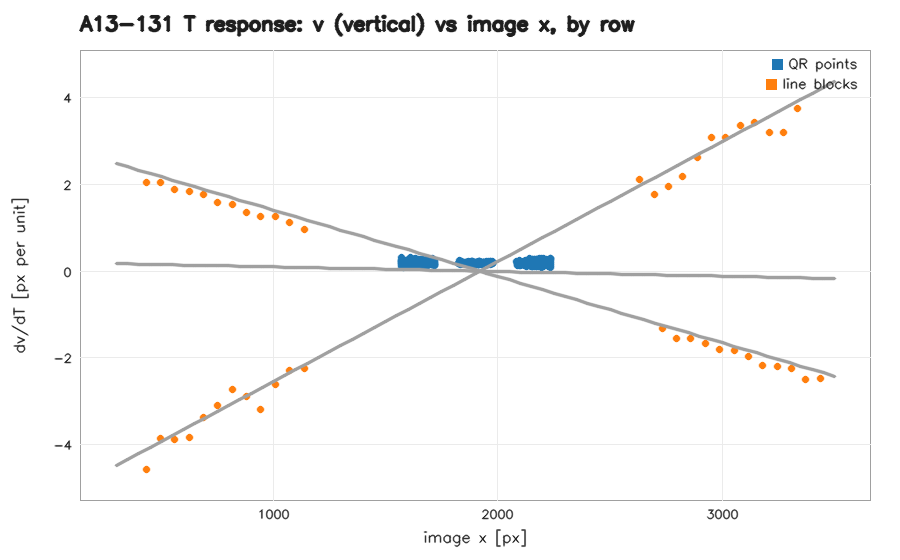 A13-131 T response: v (vertical) vs image x, by row
QR points
line blocks
4
2
0
-2
-4
dv/dT [px per unit]
1000
2000
3000
image x [px]